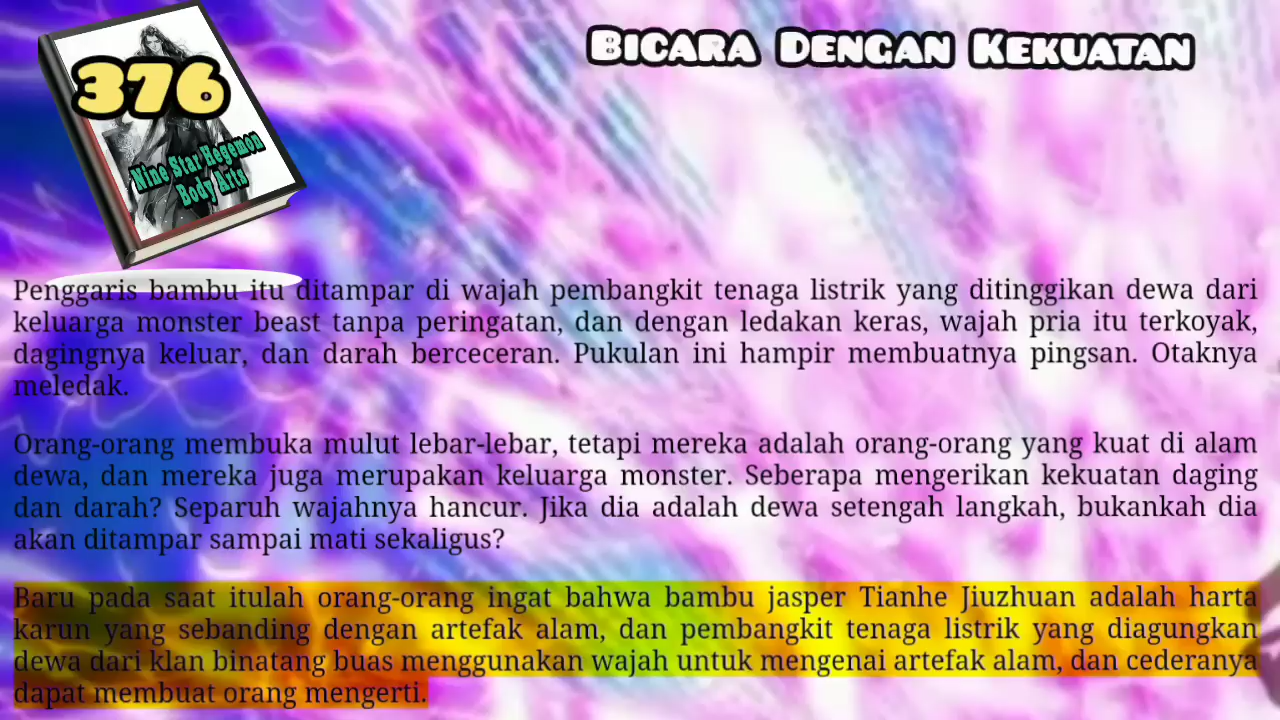 376
Nine Star Hegemon
Body Arts
Bicara Dengan Kekuatan
Penggaris bambu itu ditampar di wajah pembangkit tenaga listrik yang ditinggikan dewa dari
keluarga monster beast tanpa peringatan, dan dengan ledakan keras, wajah pria itu terkoyak,
dagingnya keluar, dan darah berceceran. Pukulan ini hampir membuatnya pingsan. Otaknya
meledak.
Orang-orang membuka mulut lebar-lebar, tetapi mereka adalah orang-orang yang kuat di alam
dewa, dan mereka juga merupakan keluarga monster. Seberapa mengerikan kekuatan daging
dan darah? Separuh wajahnya hancur. Jika dia adalah dewa setengah langkah, bukankah dia
akan ditampar sampai mati sekaligus?
Baru pada saat itulah orang-orang ingat bahwa bambu jasper Tianhe Jiuzhuan adalah harta
karun yang sebanding dengan artefak alam, dan pembangkit tenaga listrik yang diagungkan
dewa dari klan binatang buas menggunakan wajah untuk mengenai artefak alam, dan cederanya
dapat membuat orang mengerti.